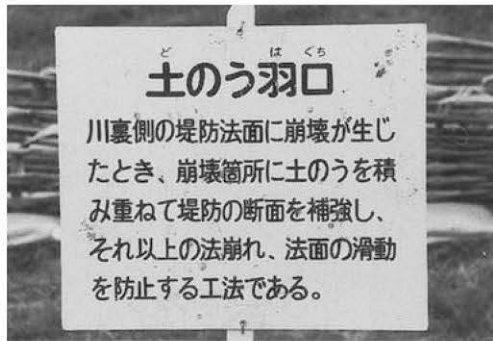 ど は ぐち
土のう羽口
川裏側の堤防法面に崩壊が生じ
たとき、崩壊箇所に土のうを積
み重ねて堤防の断面を補強し、
それ以上の法崩れ、法面の滑動
を防止する工法である。